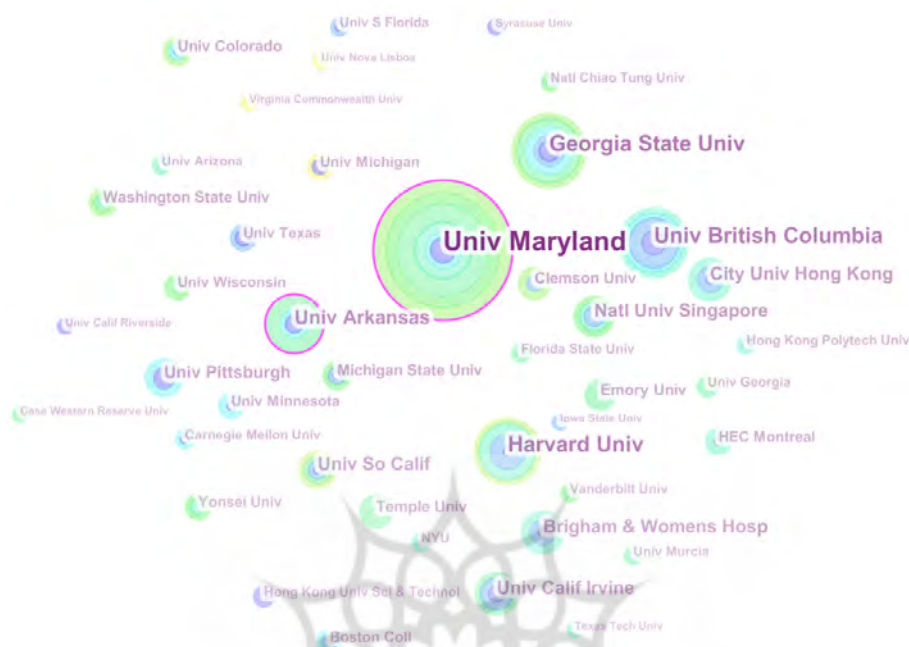 Univ S Florida
Syracuse Univ
Univ Colorado
Univ Nova Lisboa
Natl Chiao Tung Univ
Virginia Commonwealth Univ
Georgia State Univ
Univ Arizona
Univ Michigan
Washington State Univ
Univ Texas
Univ Maryland
Univ British Columbia
Univ Wisconsin
Clemson Univ
City Univ Hong Kong
Univ Calif Riverside
Univ Arkansas
Natl Univ Singapore
Florida State Univ
Hong Kong Polytech Univ
Univ Pittsburgh
Michigan State Univ
Emory Univ
Univ Georgia
Case Western Reserve Univ
Univ Minnesota
Iowa State Univ
Carnegie Mellon Univ
Harvard Univ
HEC Montreal
Univ So Calif
Vanderbilt Univ
Yonsei Univ
Temple Univ
Brigham & Womens Hosp
NYU
Univ Murcia
Hong Kong Univ Sci & Technol
Univ Calif Irvine
Boston Coll
Texas Tech Univ